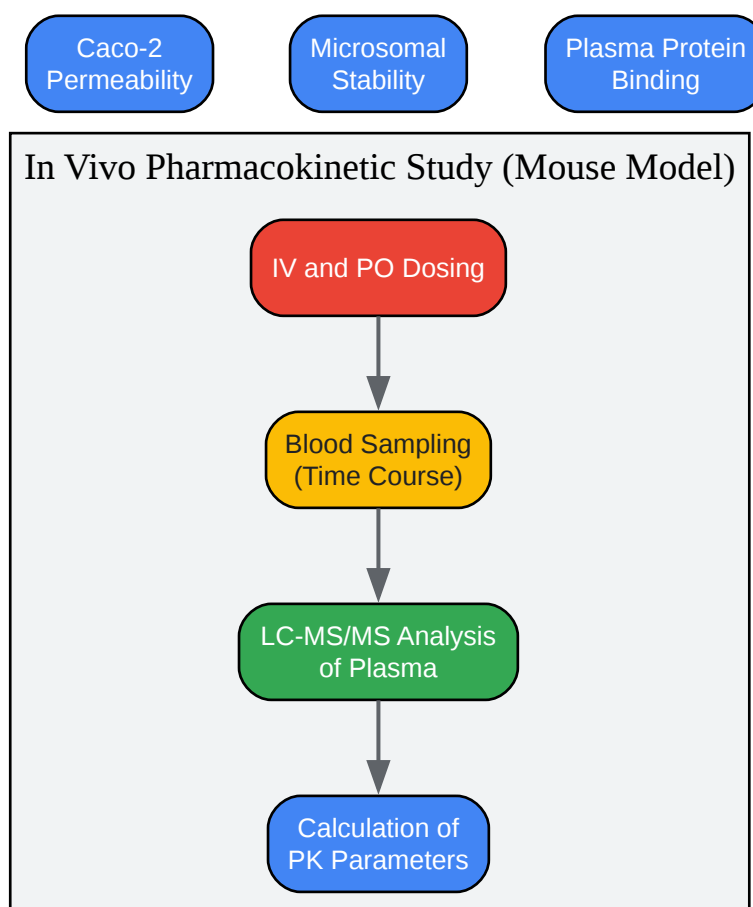 Caco-2
Permeability
Microsomal
Stability
Plasma Protein
Binding
In Vivo Pharmacokinetic Study (Mouse Model)
IV and PO Dosing
Blood Sampling
(Time Course)
LC-MS/MS Analysis
of Plasma
Calculation of
PK Parameters